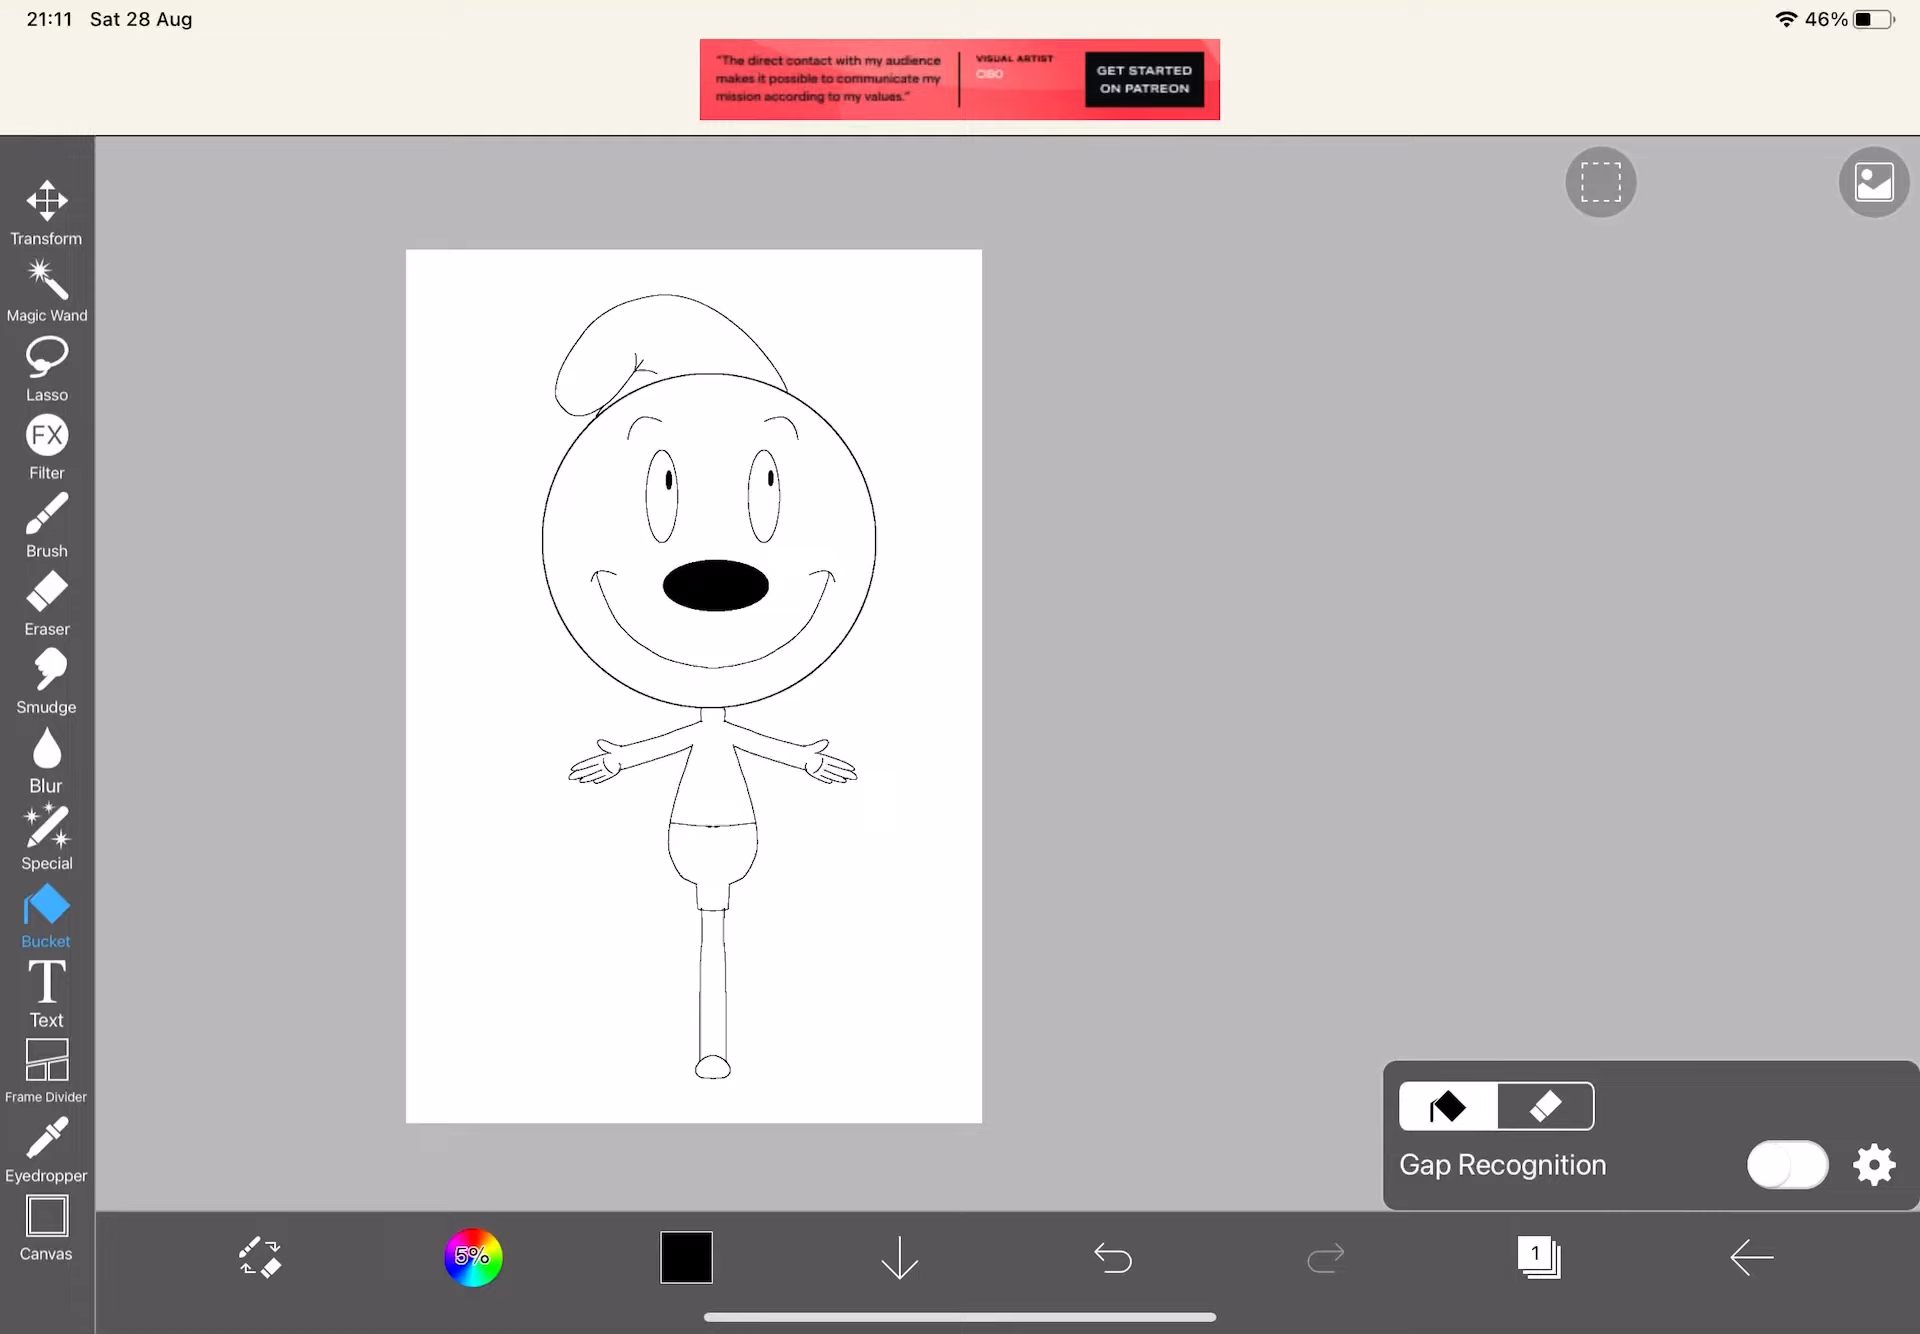 21:11 Sat 28 Aug
46%
"The direct contact with my audience
makes it possible to communicate my
mission according to my values."
VISUAL ARTIST
GET STARTED
ON PATREON
Transform
Magic Wand
Lasso
FX
Filter
Brush
Eraser
Smudge
Blur
Special
Bucket
T
Text
Frame Divider
Eyedropper
Canvas
Gap Recognition
5%
1